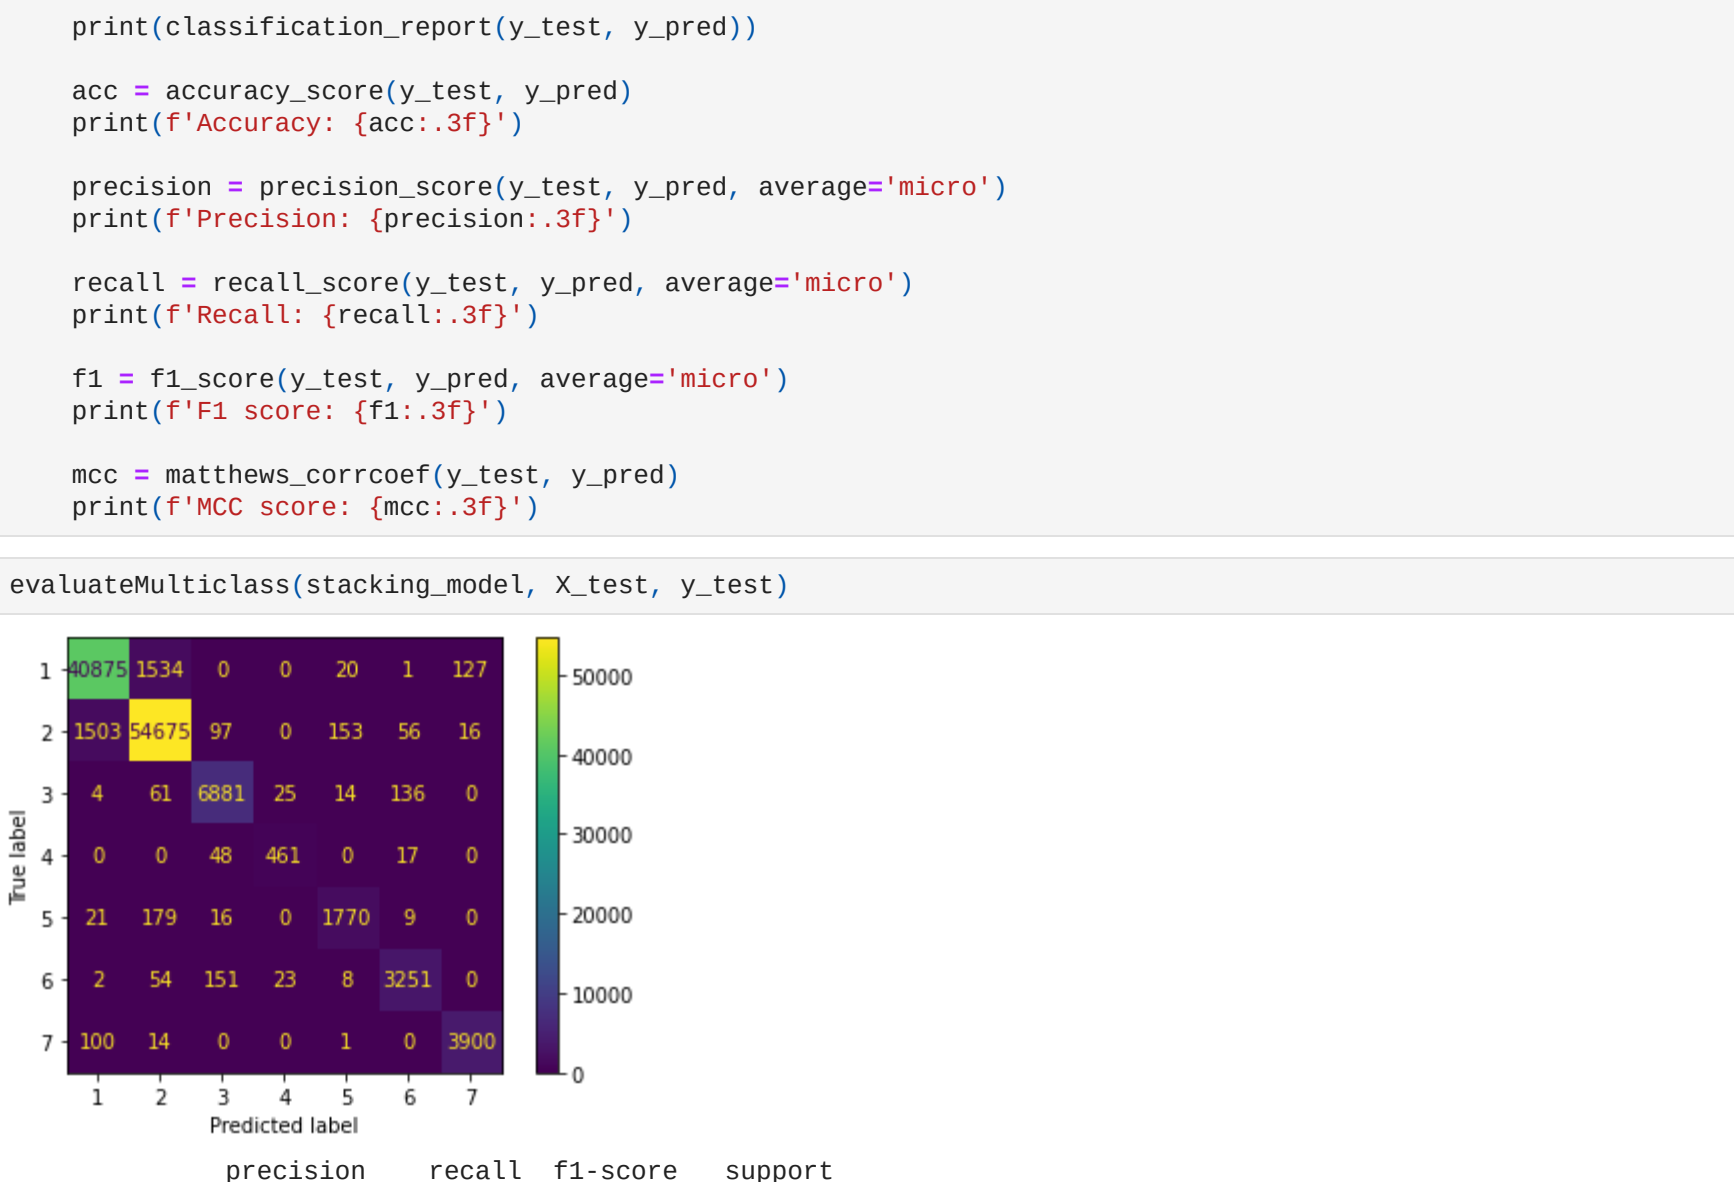 print(classification_report(y_test, y_pred))
acc = accuracy_score(y_test, y_pred)
print(f'Accuracy: {acc:.3f}')
precision = precision_score(y_test, y_pred, average='micro')
print(f'Precision: {precision:.3f}')
recall = recall_score(y_test, y_pred, average='micro')
print(f'Recall: {recall:.3f}')
f1 = f1_score(y_test, y_pred, average='micro')
print(f'F1 score: {f1:.3f}')
mcc = matthews_corrcoef(y_test, y_pred)
print(f'MCC score: {mcc:.3f}')
evaluateMulticlass(stacking_model, X_test, y_test)
1 40875 1534 0 0 20 1 127
2 1503 54675 97 0 153 56 16
3 4 61 6881 25 14 136 0
4 0 0 48 461 0 17 0
5 21 179 16 0 1770 9 0
6 2 54 151 23 8 3251 0
7 100 14 0 0 1 0 3900
1 2 3 4 5 6 7
Predicted label
True label
50000
40000
30000
20000
10000
0
precision recall f1-score support